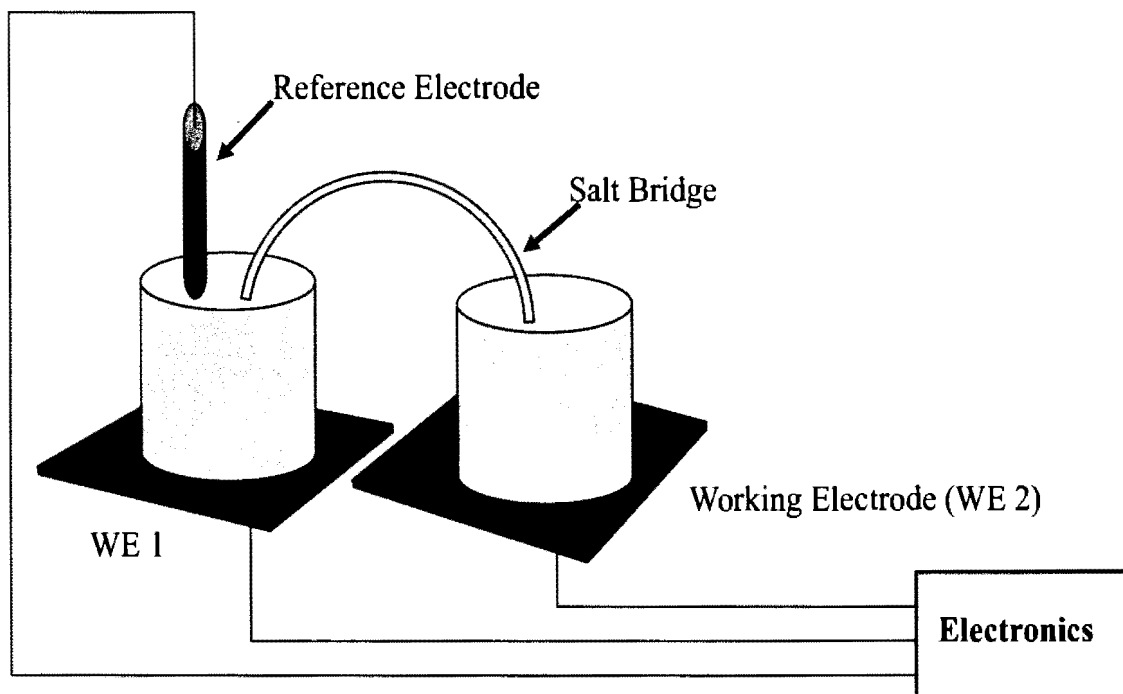 Reference Electrode
Salt Bridge
Working Electrode (WE 2)
WE 1
Electronics